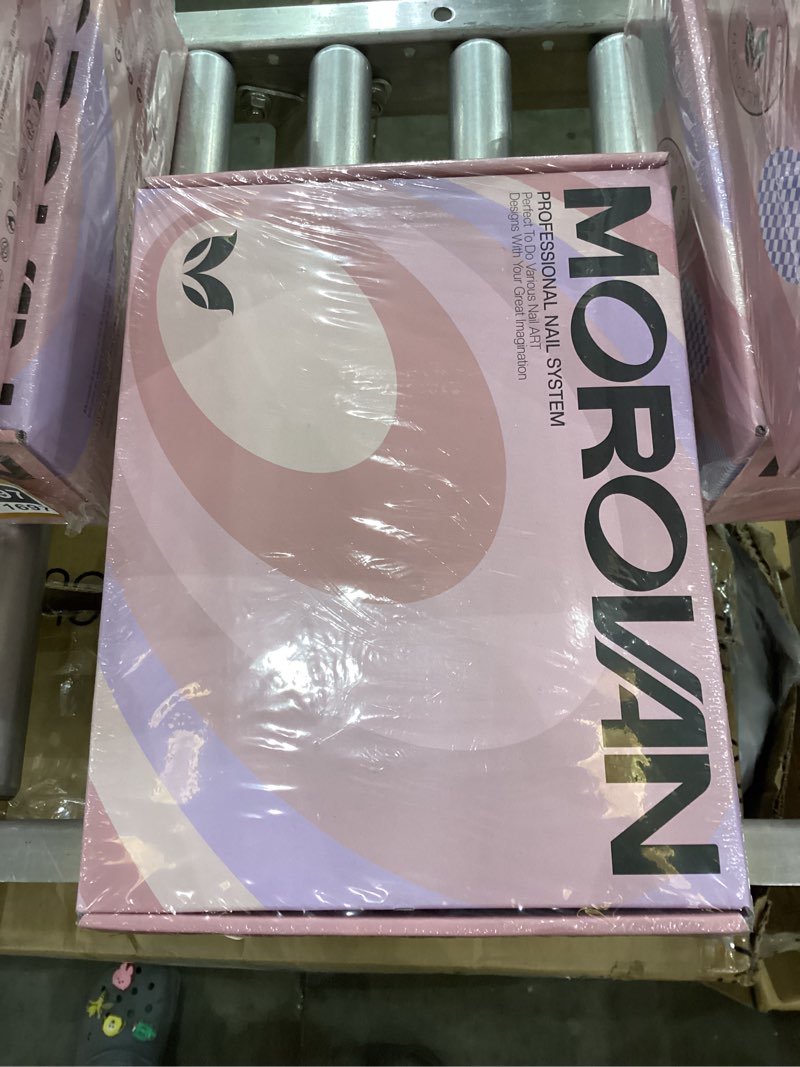 MOROVAN
PROFESSIONAL NAIL SYSTEM
Perfect To Do Various Nail ART
Designs With Your Great Imagination